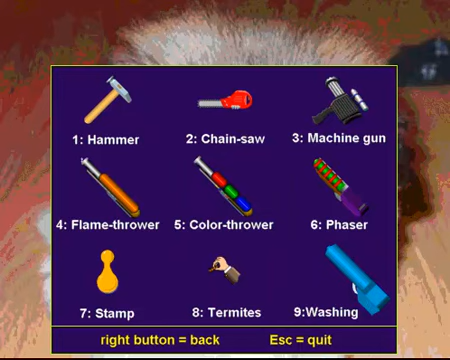 1: Hammer
2: Chain-saw
3: Machine gun
4: Flame-thrower
5: Color-thrower
6: Phaser
7: Stamp
8: Termites
9:Washing
right button = back
Esc = quit